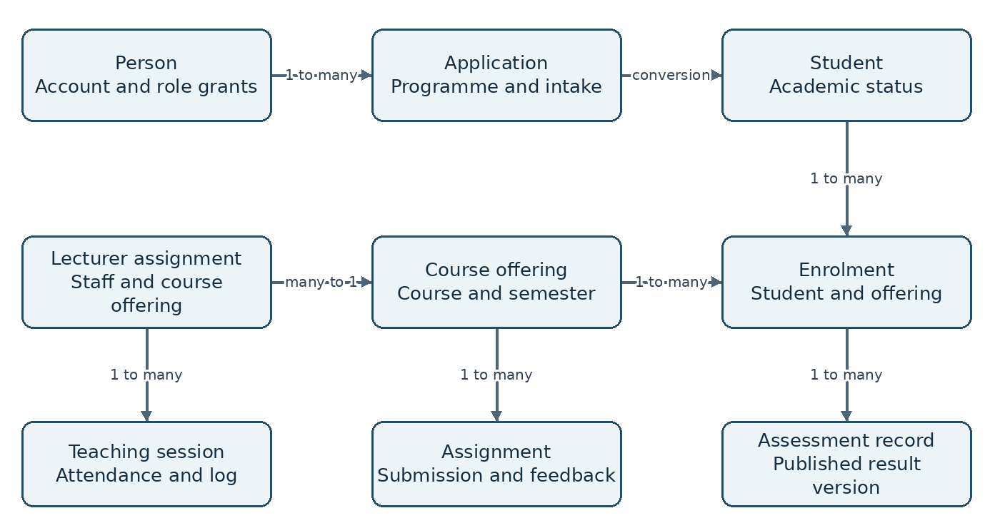 Person
Account and role grants
1 to many
Application
Programme and intake
conversion
Student
Academic status
1 to many
Lecturer assignment
Staff and course
offering
many to 1
Course offering
Course and semester
1 to many
Enrolment
Student and offering
1 to many
1 to many
1 to many
Teaching session
Attendance and log
Assignment
Submission and feedback
Assessment record
Published result
version